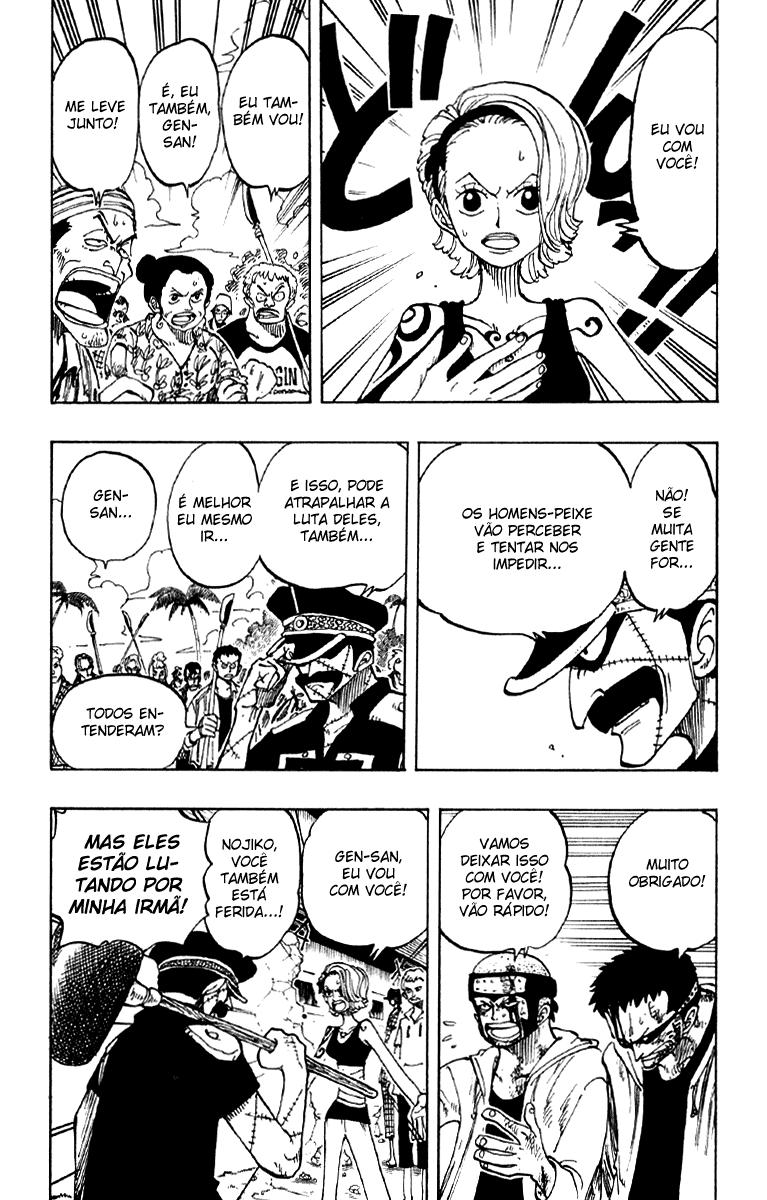 EU VOU
COM
VOCÊ!
EU TAM-
BÉM VOU!
É, EU
TAMBÉM,
GEN-
SAN!
ME LEVE
JUNTO!
NÃO!
SE
MUITA
GENTE
FOR...
OS HOMENS-PEIXE
VÃO PERCEBER
E TENTAR NOS
IMPEDIR...
E ISSO, PODE
ATRAPALHAR A
LUTA DELES,
TAMBÉM...
É MELHOR
EU MESMO
IR...
GEN-
SAN...
TODOS EN-
TENDERAM?
MUITO
OBRIGADO!
VAMOS
DEIXAR ISSO
COM VOCÊ!
POR FAVOR,
VÃO RÁPIDO!
GEN-SAN,
EU VOU
COM VOCÊ!
NOJIKO,
VOCÊ
TAMBÉM
ESTÁ
FERIDA...!
MAS ELES
ESTÃO LU-
TANDO POR
MINHA IRMÃ!